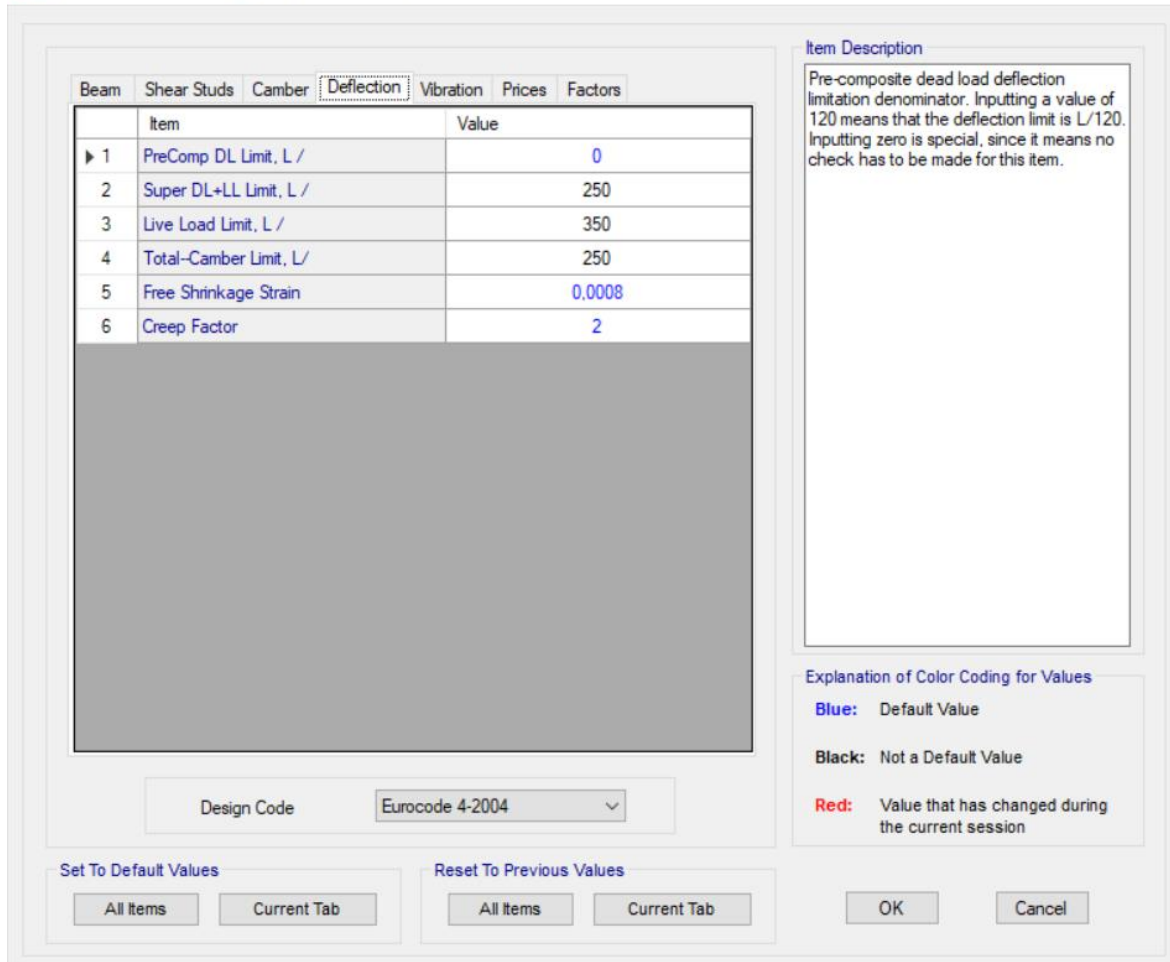 Beam Shear Studs Camber Deflection Vibration Prices Factors
Item Value
1 PreComp DL Limit, L / 0
2 Super DL+LL Limit, L / 250
3 Live Load Limit, L / 350
4 Total--Camber Limit, L/ 250
5 Free Shrinkage Strain 0,0008
6 Creep Factor 2
Design Code Eurocode 4-2004
Set To Default Values
All Items Current Tab
Reset To Previous Values
All Items Current Tab
Item Description
Pre-composite dead load deflection
limitation denominator. Inputting a value of
120 means that the deflection limit is L/120.
Inputting zero is special, since it means no
check has to be made for this item.
Explanation of Color Coding for Values
Blue: Default Value
Black: Not a Default Value
Red: Value that has changed during
the current session
OK Cancel